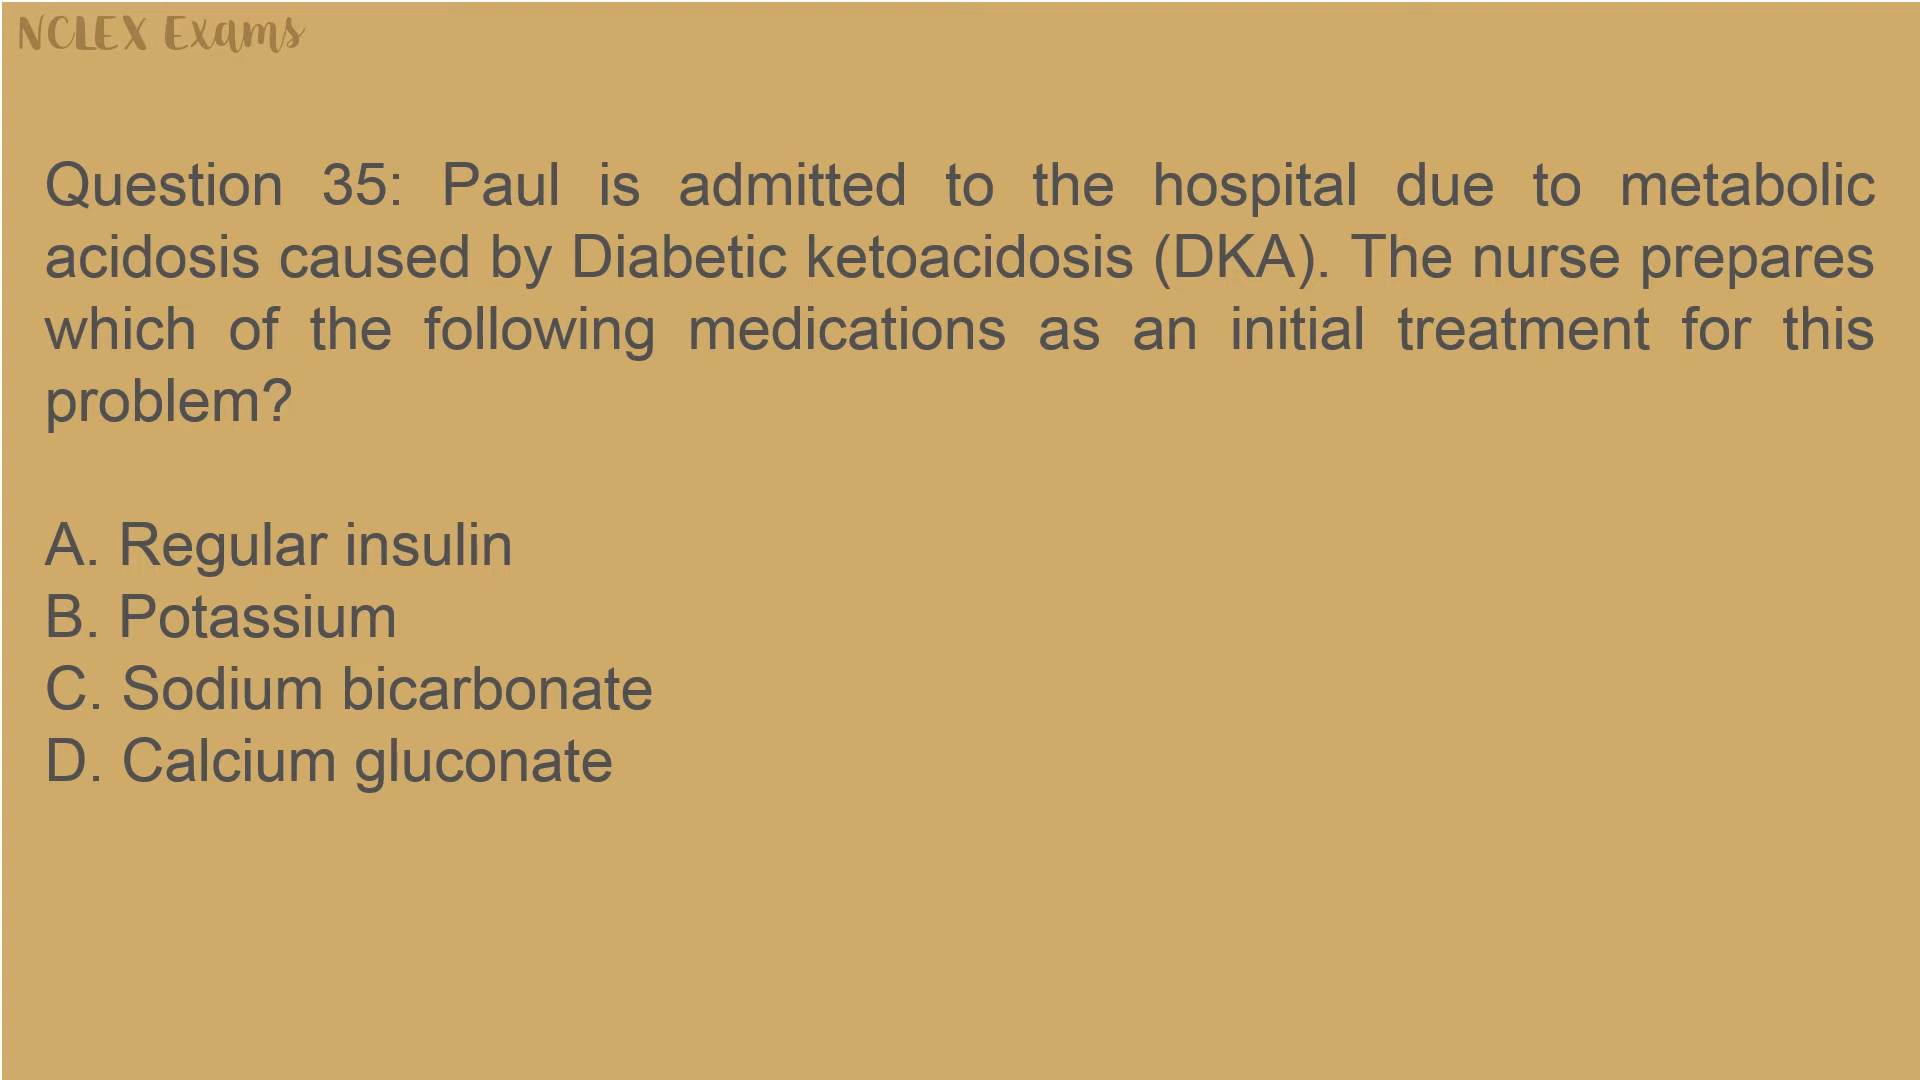 NCLEX Exams
Question 35: Paul is admitted to the hospital due to metabolic
acidosis caused by Diabetic ketoacidosis (DKA). The nurse prepares
which of the following medications as an initial treatment for this
problem?
A. Regular insulin
B. Potassium
C. Sodium bicarbonate
D. Calcium gluconate